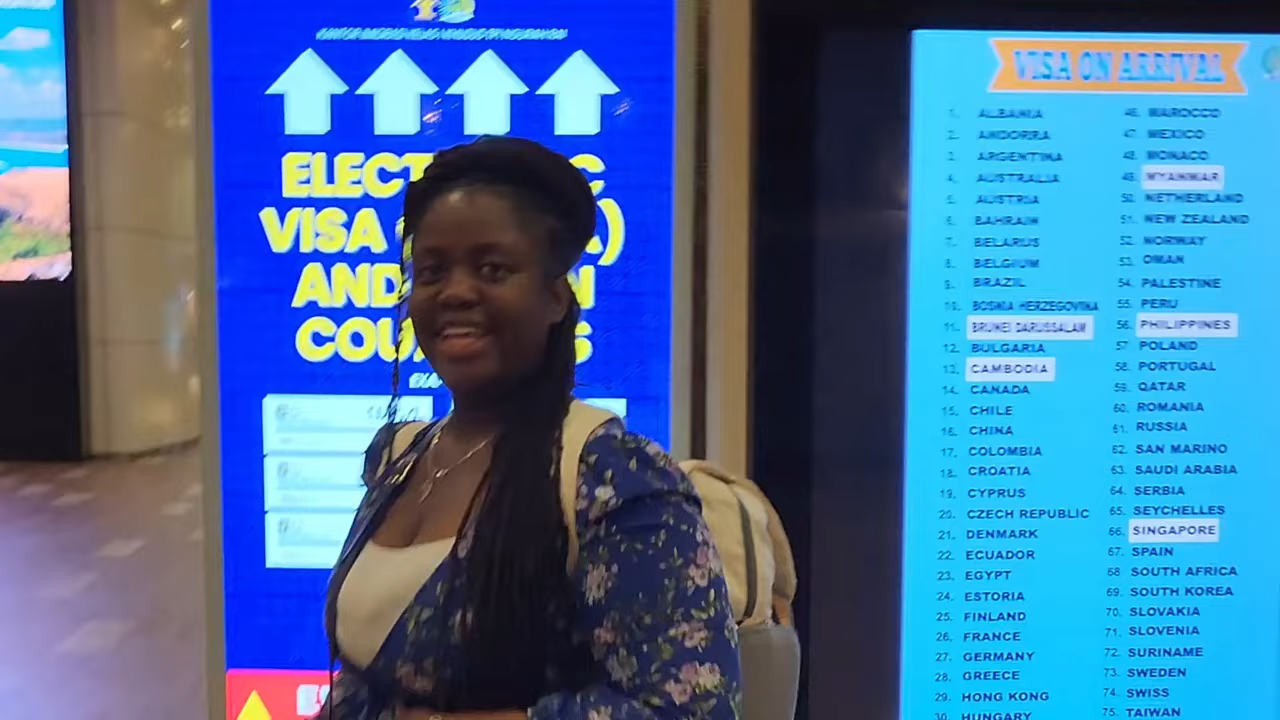 VISA
AND
VISA ON ARRIVAL
1. ALBANIA
2. ANDORRA
3. ARGENTINA
4. AUSTRALIA
5. AUSTRIA
6. BAHRAIN
7. BELARUS
8. BELGIUM
9. BRAZIL
10. BOSNIA HERZEGOVINA
11. BRUNEI DARUSSALAM
12. BULGARIA
13. CAMBODIA
14. CANADA
15. CHILE
16. CHINA
17. COLOMBIA
18. CROATIA
19. CYPRUS
20. CZECH REPUBLIC
21. DENMARK
22. ECUADOR
23. EGYPT
24. ESTORIA
25. FINLAND
26. FRANCE
27. GERMANY
28. GREECE
29. HONG KONG
30. HUNGARY
46. MAROCCO
47. MEXICO
48. MONACO
49. MYANMAR
50. NETHERLAND
51. NEW ZEALAND
52. NORWAY
53. OMAN
54. PALESTINE
55. PERU
56. PHILIPPINES
57 POLAND
58. PORTUGAL
59. QATAR
60. ROMANIA
61. RUSSIA
62. SAN MARINO
63. SAUDI ARABIA
64. SERBIA
65. SEYCHELLES
66. SINGAPORE
67. SPAIN
68 SOUTH AFRICA
69. SOUTH KOREA
70. SLOVAKIA
71. SLOVENIA
72. SURINAME
73. SWEDEN
74. SWISS
75. TAIWAN